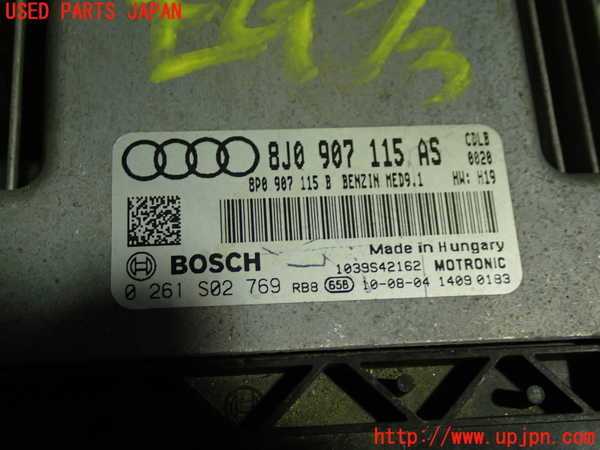 USED PARTS JAPAN
8J0 907 115 AS
CDLB
0020
8P0 907 115 B BENZIN MED9.1 HW: H19
Made in Hungary
BOSCH
1039S42162 MOTRONIC
0 261 S02 769 RB8 658 10-08-04 1409 0183
http://www.upjpn.com/